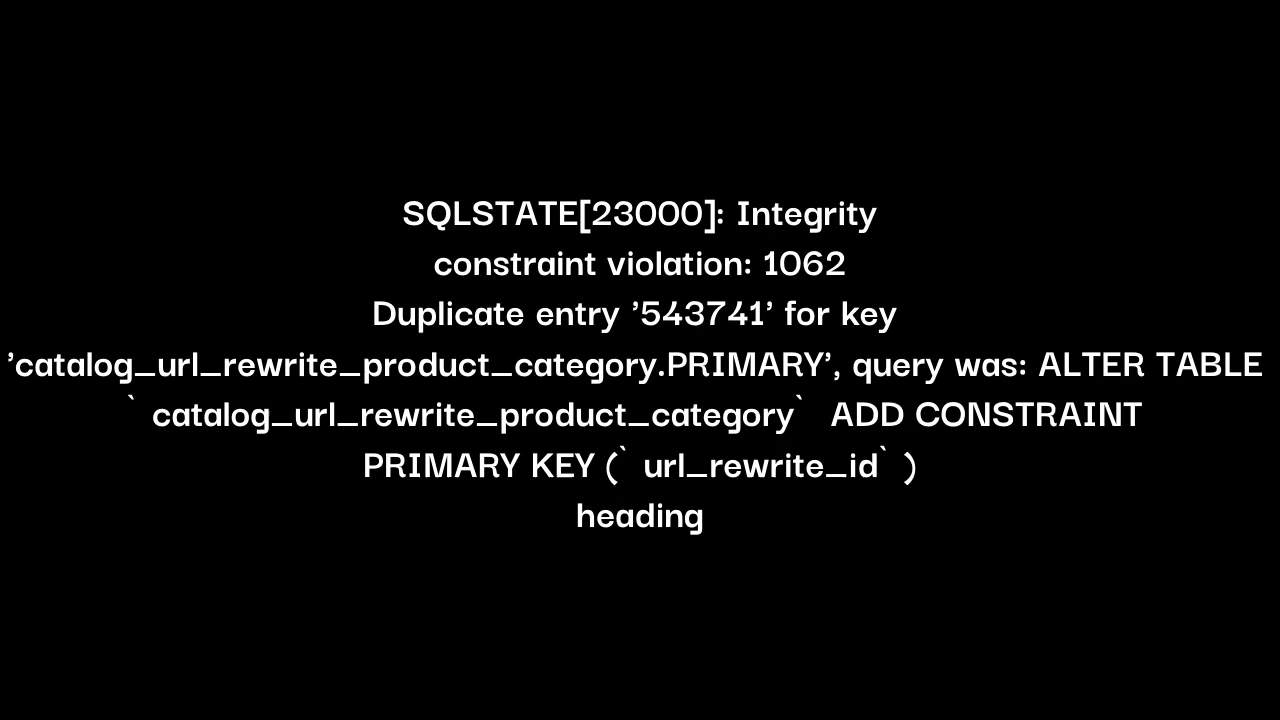 SQLSTATE[23000]: Integrity
constraint violation: 1062
Duplicate entry '543741' for key
'catalog_url_rewrite_product_category.PRIMARY', query was: ALTER TABLE
` catalog_url_rewrite_product_category` ADD CONSTRAINT
PRIMARY KEY (` url_rewrite_id` )
heading